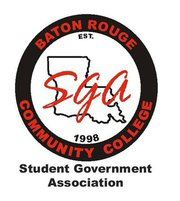 BATON ROUGE
EST.
sga
1998
COMMUNITY COLLEGE
Student Government
Association